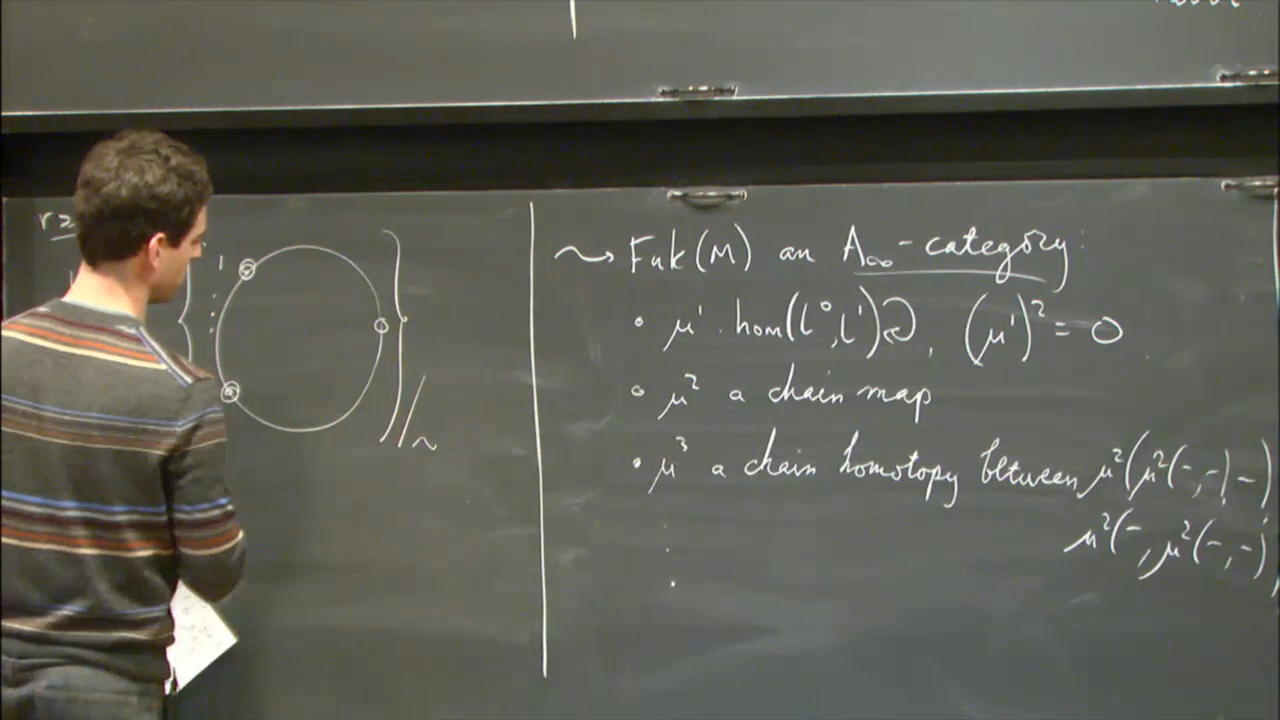 r ≥
1
~
⤳ Fuk(M) an A∞-category:
• μ¹: hom(L⁰, L¹)⟲, (μ¹)² = 0
• μ² a chain map
• μ³ a chain homotopy between μ²(μ²(-,-)-)
μ²(-, μ²(-,-)